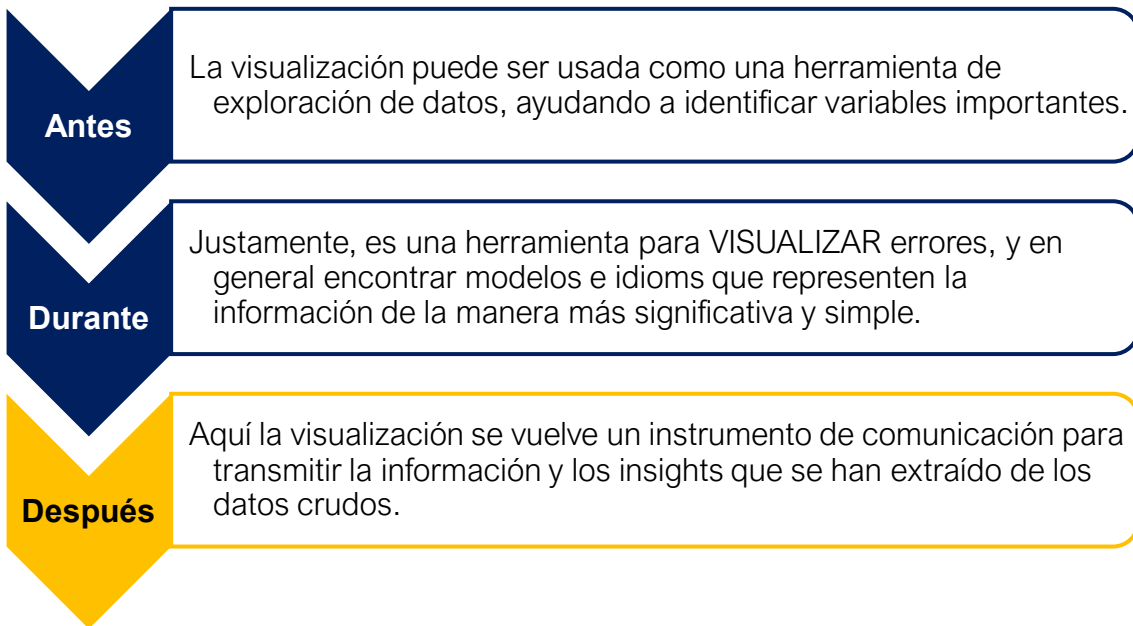 Antes
La visualización puede ser usada como una herramienta de
exploración de datos, ayudando a identificar variables importantes.
Durante
Justamente, es una herramienta para VISUALIZAR errores, y en
general encontrar modelos e idioms que representen la
información de la manera más significativa y simple.
Después
Aquí la visualización se vuelve un instrumento de comunicación para
transmitir la información y los insights que se han extraído de los
datos crudos.